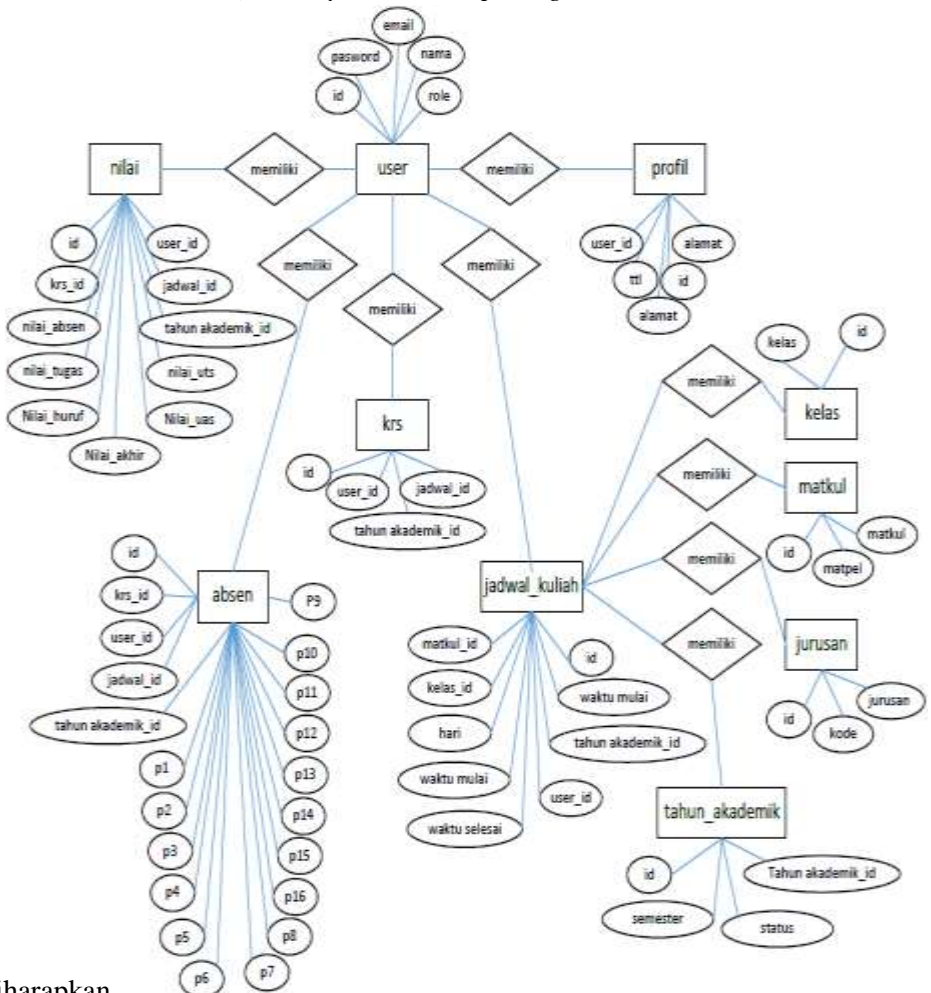 email
pasword
nama
id
role
nilai
memiliki
user
memiliki
profil
id
user_id
krs_id
jadwal_id
nilai_absen
tahun akademik_id
nilai_tugas
nilai_uts
Nilai_huruf
Nilai_uas
Nilai_akhir
memiliki
memiliki
memiliki
user_id
alamat
ttl
id
alamat
krs
id
user_id
jadwal_id
tahun akademik_id
memiliki
kelas
id
kelas
memiliki
matkul
id
matpel
matkul
memiliki
jurusan
id
kode
jurusan
memiliki
absen
id
krs_id
user_id
jadwal_id
tahun akademik_id
P9
p10
p11
p12
p13
p14
p15
p16
p1
p2
p3
p4
p5
p6
p7
p8
jadwal_kuliah
matkul_id
id
kelas_id
waktu mulai
hari
tahun akademik_id
waktu mulai
user_id
waktu selesai
tahun_akademik
id
Tahun akademik_id
semester
status
iharapkan